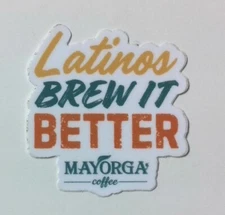 Latinos
BREW IT
BETTER
MAYORGA
coffee